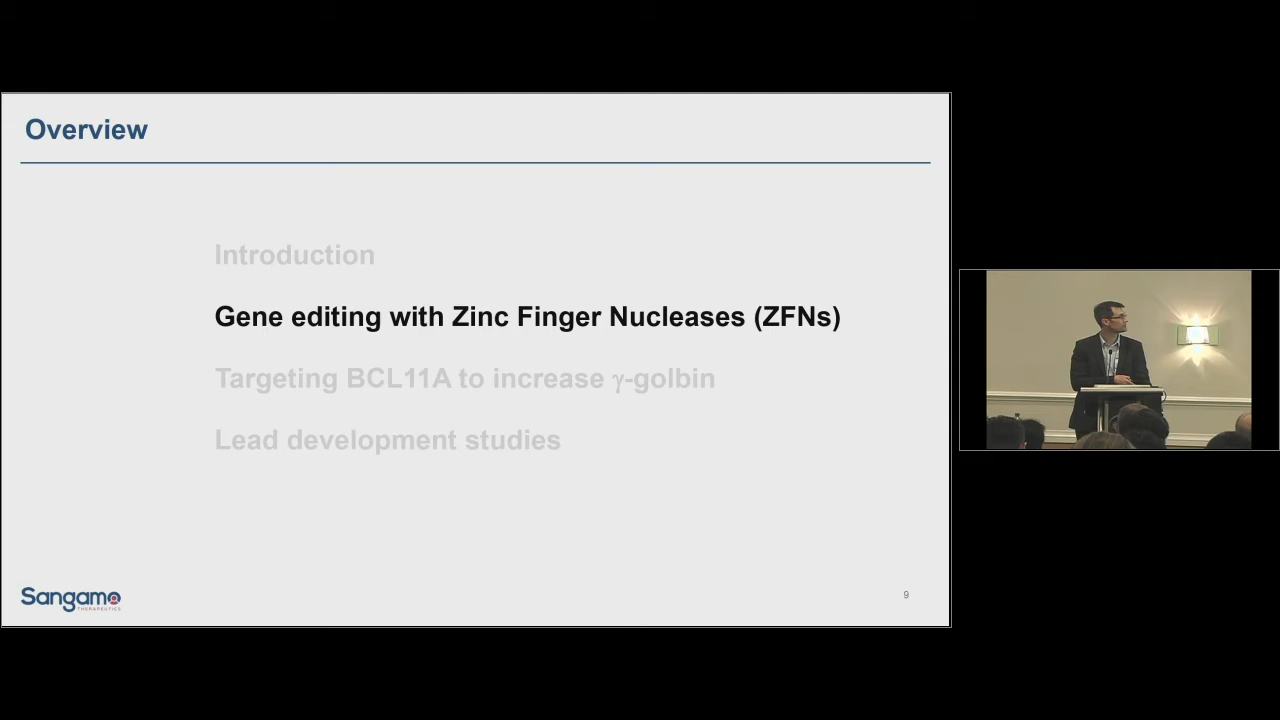 Overview
Introduction
Gene editing with Zinc Finger Nucleases (ZFNs)
Targeting BCL11A to increase γ-golbin
Lead development studies
Sangamo
THERAPEUTICS
9